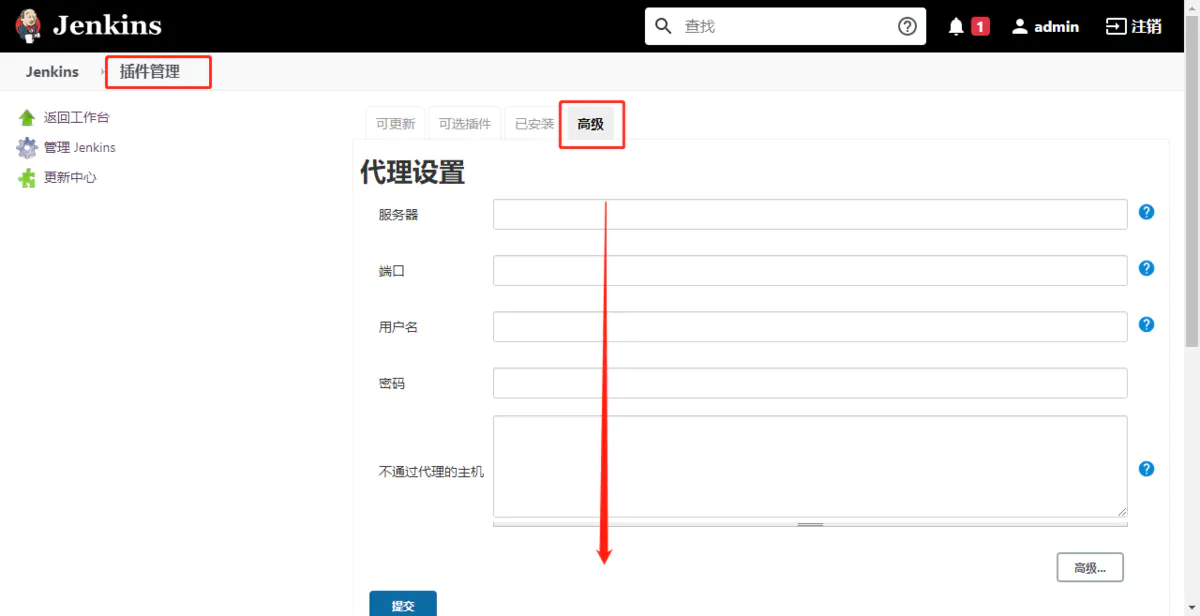 Jenkins
查找
1
admin
注销
Jenkins
插件管理
返回工作台
管理 Jenkins
更新中心
可更新
可选插件
已安装
高级
代理设置
服务器
端口
用户名
密码
不通过代理的主机
高级...
提交